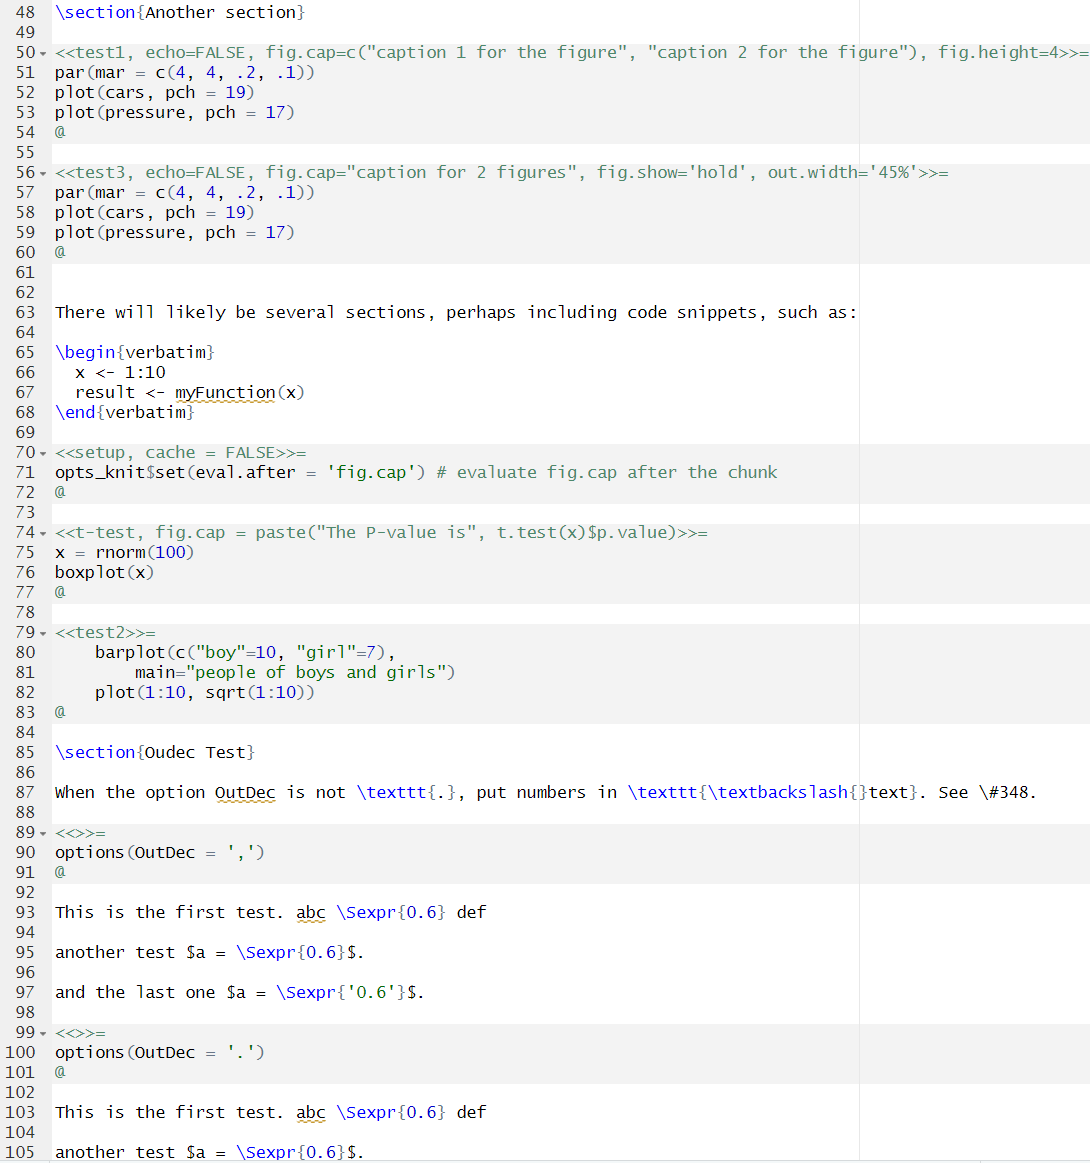 48 \section{Another section}
49
50 <<test1, echo=FALSE, fig.cap=c("caption 1 for the figure", "caption 2 for the figure"), fig.height=4>>=
51 par(mar = c(4, 4, .2, .1))
52 plot(cars, pch = 19)
53 plot(pressure, pch = 17)
54 @
55
56 <<test3, echo=FALSE, fig.cap="caption for 2 figures", fig.show='hold', out.width='45%'>>=
57 par(mar = c(4, 4, .2, .1))
58 plot(cars, pch = 19)
59 plot(pressure, pch = 17)
60 @
61
62
63 There will likely be several sections, perhaps including code snippets, such as:
64
65 \begin{verbatim}
66   x <- 1:10
67   result <- myFunction(x)
68 \end{verbatim}
69
70 <<setup, cache = FALSE>>=
71 opts_knit$set(eval.after = 'fig.cap') # evaluate fig.cap after the chunk
72 @
73
74 <<t-test, fig.cap = paste("The P-value is", t.test(x)$p.value)>>=
75 x = rnorm(100)
76 boxplot(x)
77 @
78
79 <<test2>>=
80     barplot(c("boy"=10, "girl"=7),
81         main="people of boys and girls")
82     plot(1:10, sqrt(1:10))
83 @
84
85 \section{Oudec Test}
86
87 When the option OutDec is not \texttt{.}, put numbers in \texttt{\textbackslash{}text}. See \#348.
88
89 <<>>=
90 options(OutDec = ',')
91 @
92
93 This is the first test. abc \Sexpr{0.6} def
94
95 another test $a = \Sexpr{0.6}$.
96
97 and the last one $a = \Sexpr{'0.6'}$.
98
99 <<>>=
100 options(OutDec = '.')
101 @
102
103 This is the first test. abc \Sexpr{0.6} def
104
105 another test $a = \Sexpr{0.6}$.